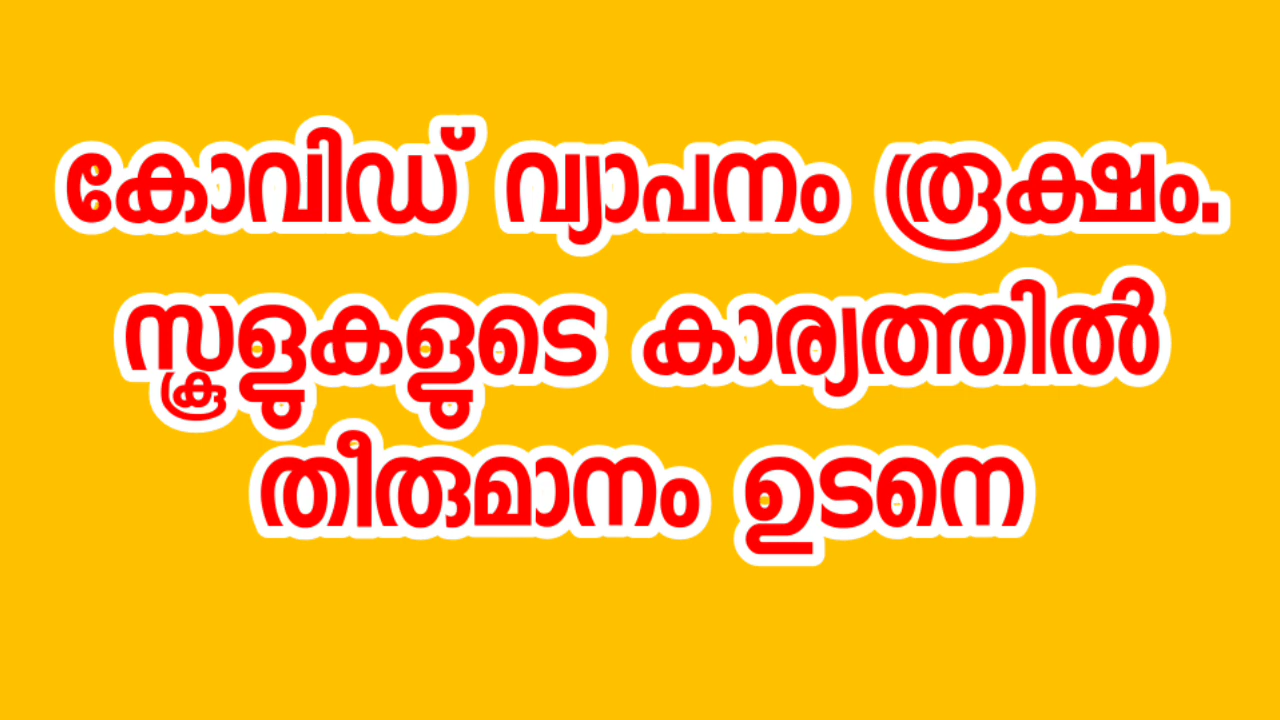 കോവിഡ് വ്യാപനം രൂക്ഷം.
സ്കൂളുകളുടെ കാര്യത്തിൽ
തീരുമാനം ഉടനെ